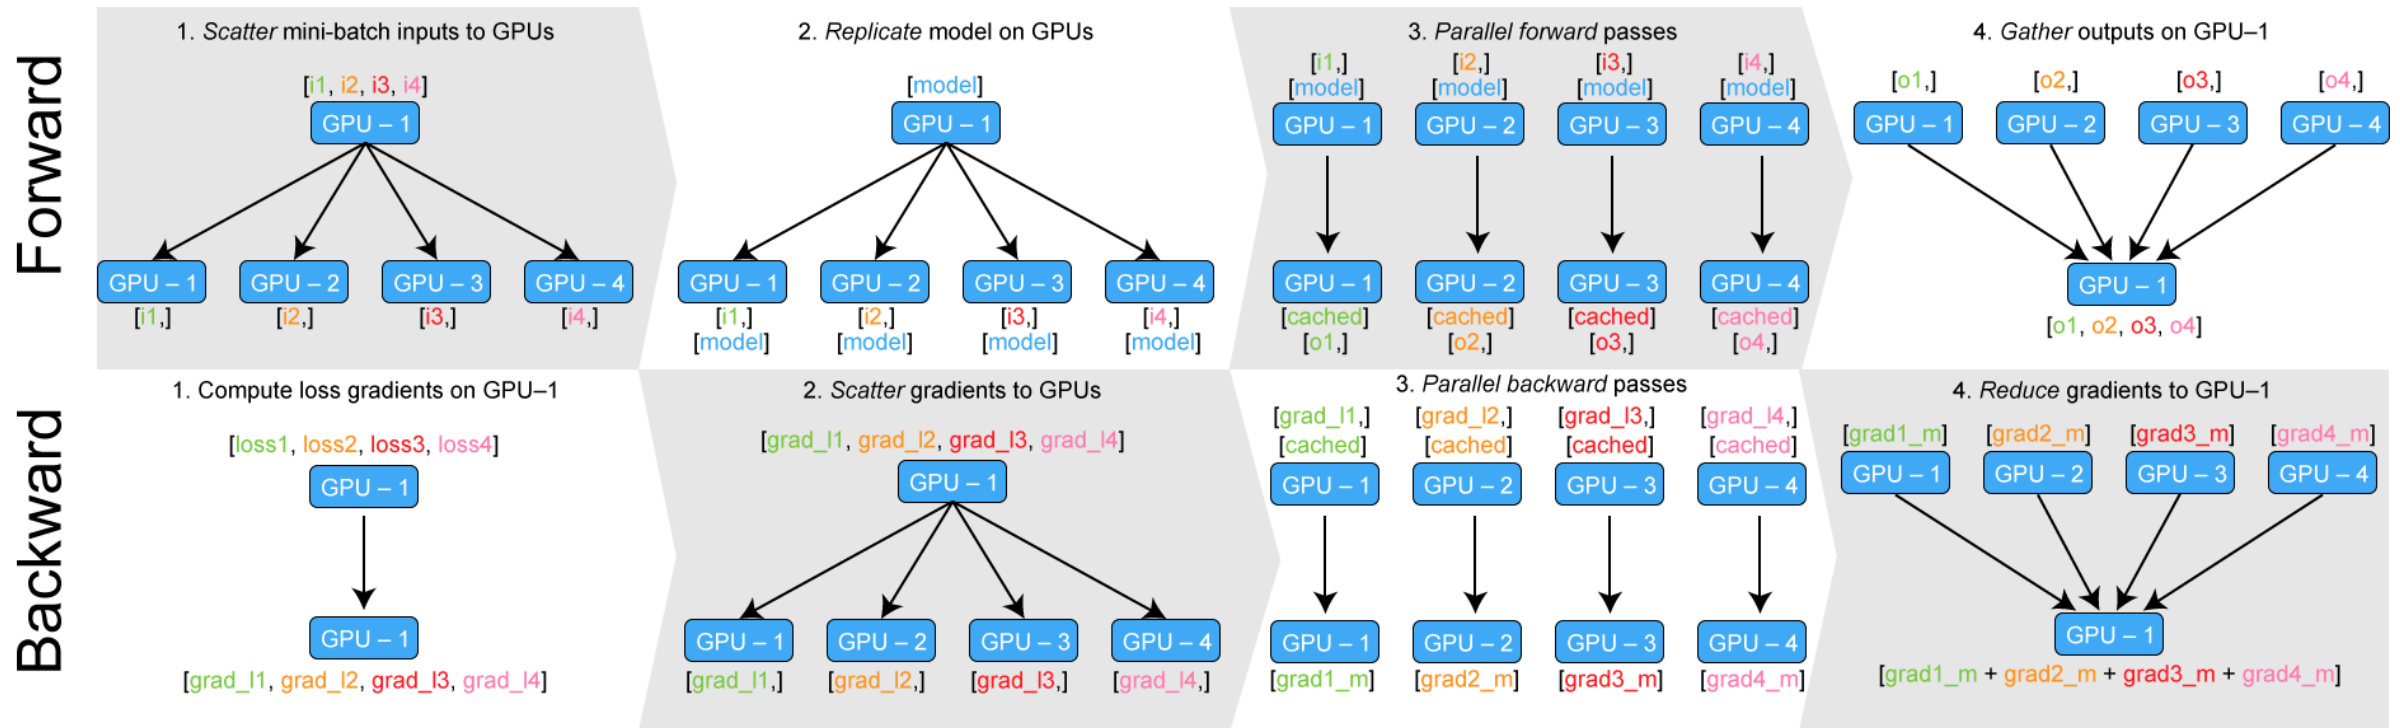 Forward
1. Scatter mini-batch inputs to GPUs
[i1, i2, i3, i4]
GPU – 1
GPU – 1 GPU – 2 GPU – 3 GPU – 4
[i1,] [i2,] [i3,] [i4,]
2. Replicate model on GPUs
[model]
GPU – 1
GPU – 1 GPU – 2 GPU – 3 GPU – 4
[i1,] [i2,] [i3,] [i4,]
[model] [model] [model] [model]
3. Parallel forward passes
[i1,] [i2,] [i3,] [i4,]
[model] [model] [model] [model]
GPU – 1 GPU – 2 GPU – 3 GPU – 4
GPU – 1 GPU – 2 GPU – 3 GPU – 4
[cached] [cached] [cached] [cached]
[o1,] [o2,] [o3,] [o4,]
4. Gather outputs on GPU–1
[o1,] [o2,] [o3,] [o4,]
GPU – 1 GPU – 2 GPU – 3 GPU – 4
GPU – 1
[o1, o2, o3, o4]
Backward
1. Compute loss gradients on GPU–1
[loss1, loss2, loss3, loss4]
GPU – 1
GPU – 1
[grad_l1, grad_l2, grad_l3, grad_l4]
2. Scatter gradients to GPUs
[grad_l1, grad_l2, grad_l3, grad_l4]
GPU – 1
GPU – 1 GPU – 2 GPU – 3 GPU – 4
[grad_l1,] [grad_l2,] [grad_l3,] [grad_l4,]
3. Parallel backward passes
[grad_l1,] [grad_l2,] [grad_l3,] [grad_l4,]
[cached] [cached] [cached] [cached]
GPU – 1 GPU – 2 GPU – 3 GPU – 4
GPU – 1 GPU – 2 GPU – 3 GPU – 4
[grad1_m] [grad2_m] [grad3_m] [grad4_m]
4. Reduce gradients to GPU–1
[grad1_m] [grad2_m] [grad3_m] [grad4_m]
GPU – 1 GPU – 2 GPU – 3 GPU – 4
GPU – 1
[grad1_m + grad2_m + grad3_m + grad4_m]